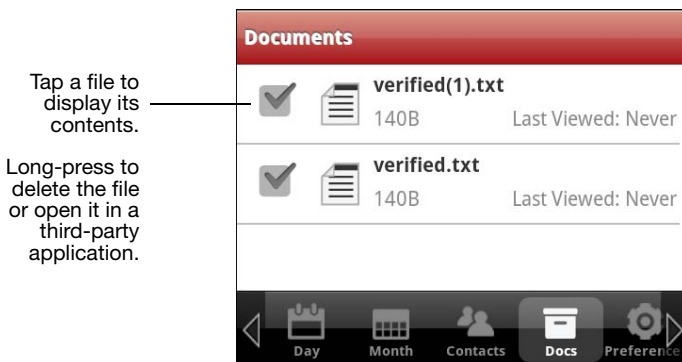 Documents
Tap a file to
display its
contents.
Long-press to
delete the file
or open it in a
third-party
application.
verified(1).txt
140B Last Viewed: Never
verified.txt
140B Last Viewed: Never
Day Month Contacts Docs Preference